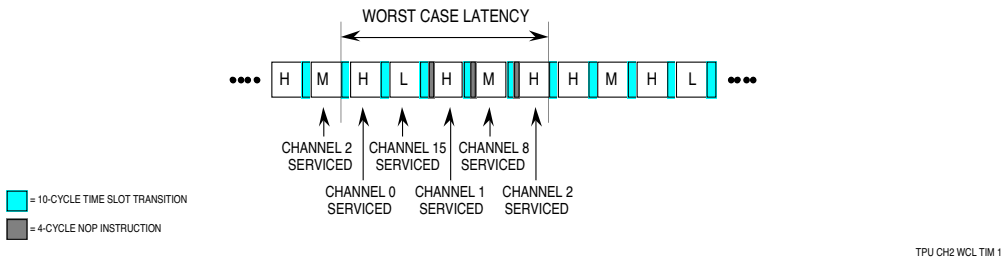 WORST CASE LATENCY
H M H L H M H H M H L
CHANNEL 2
SERVICED
CHANNEL 15
SERVICED
CHANNEL 8
SERVICED
CHANNEL 0
SERVICED
CHANNEL 1
SERVICED
CHANNEL 2
SERVICED
= 10-CYCLE TIME SLOT TRANSITION
= 4-CYCLE NOP INSTRUCTION
TPU CH2 WCL TIM 1